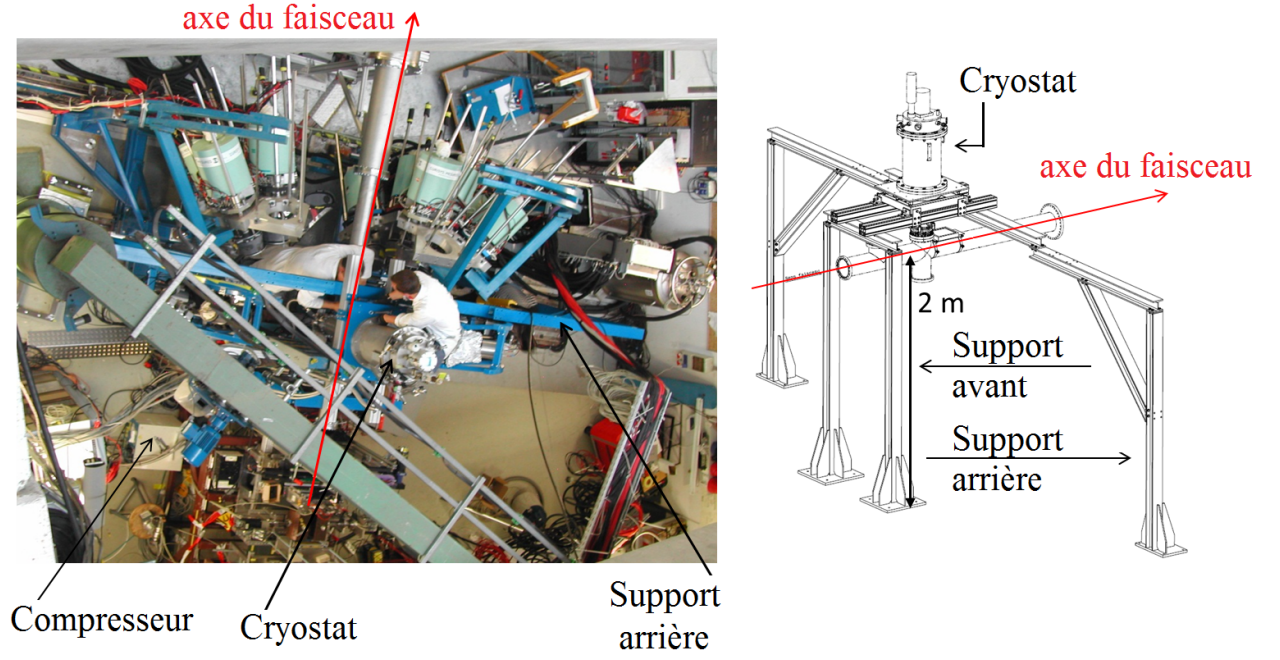 axe du faisceau
Compresseur
Cryostat
Support
arrière
Cryostat
axe du faisceau
2 m
Support
avant
Support
arrière